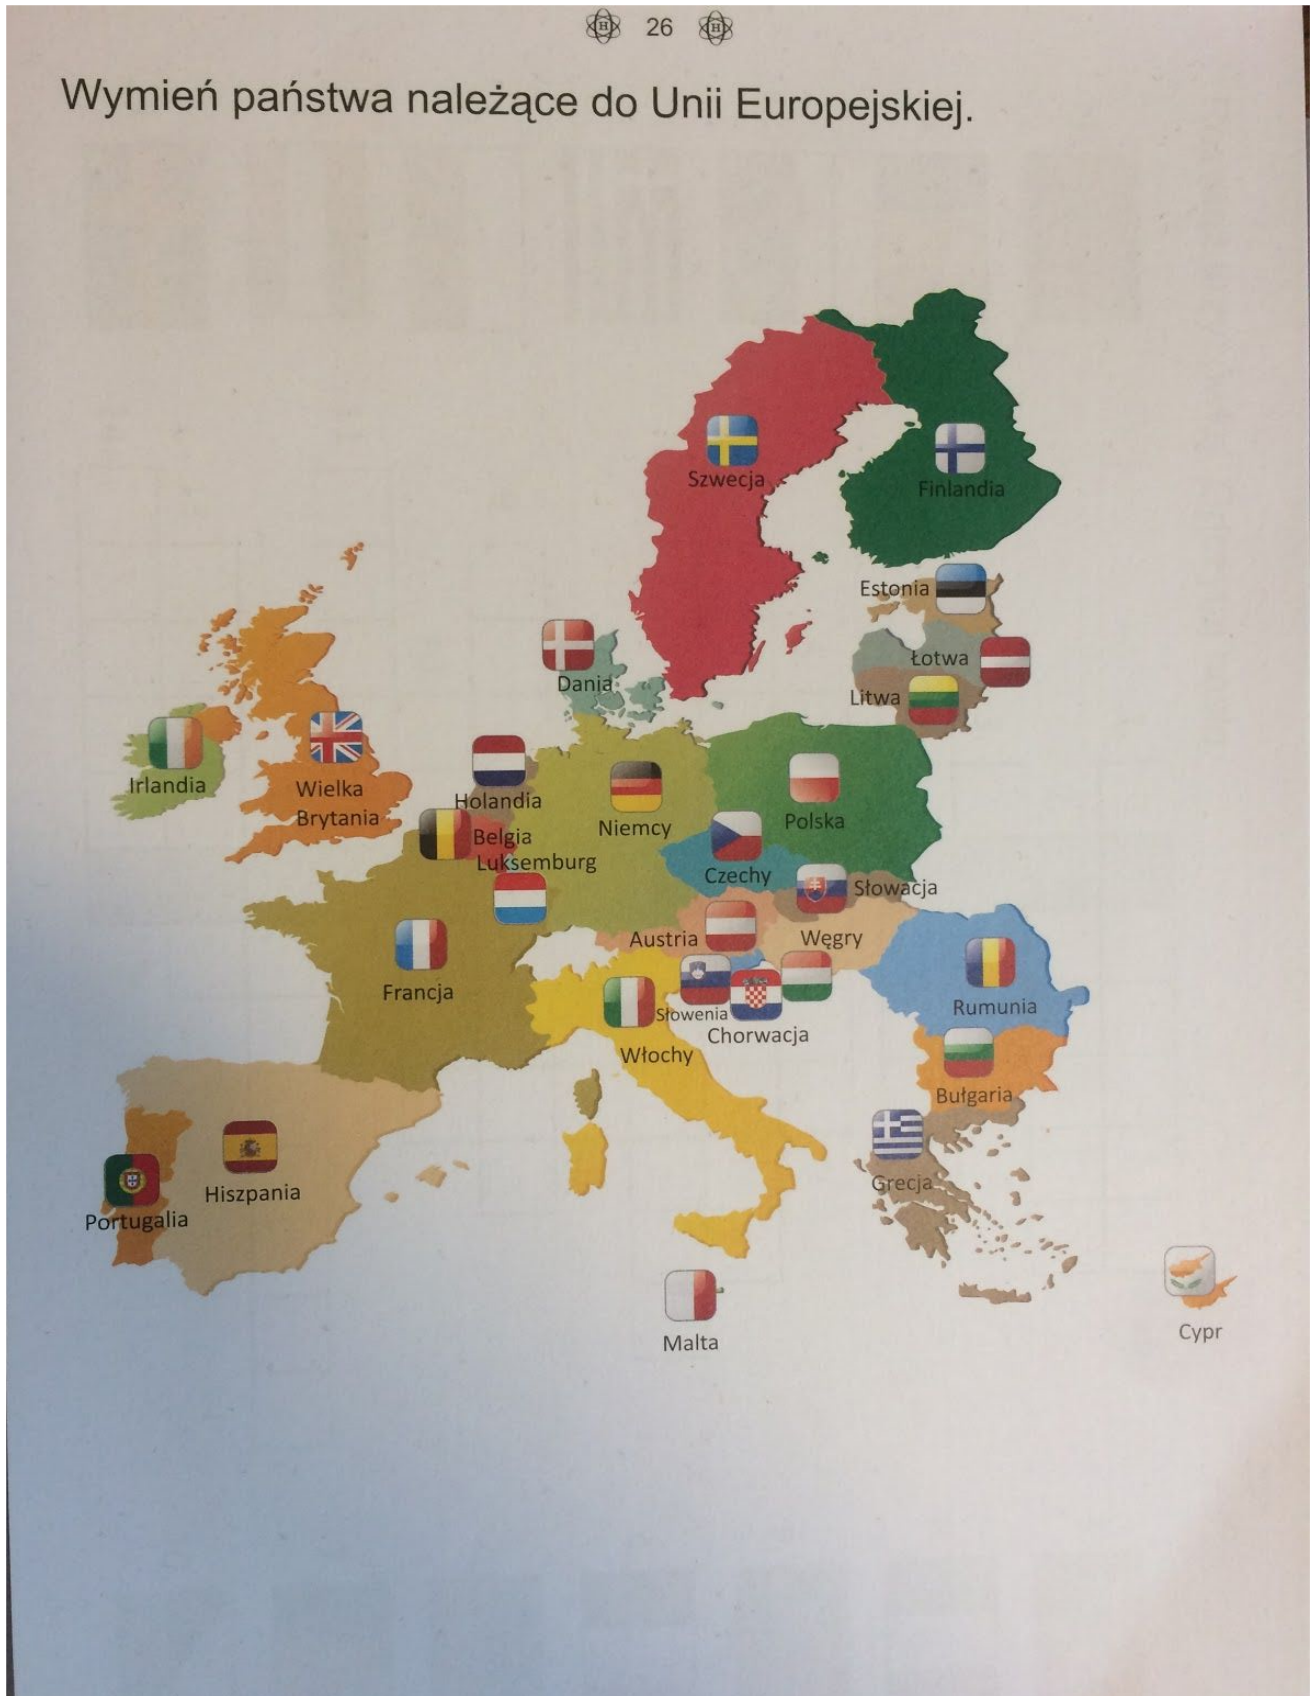 26
Wymień państwa należące do Unii Europejskiej.
Szwecja
Finlandia
Estonia
Łotwa
Litwa
Dania
Irlandia
Wielka
Brytania
Holandia
Belgia
Luksemburg
Niemcy
Polska
Czechy
Słowacja
Austria
Węgry
Francja
Słowenia
Chorwacja
Włochy
Rumunia
Bułgaria
Grecja
Hiszpania
Portugalia
Malta
Cypr